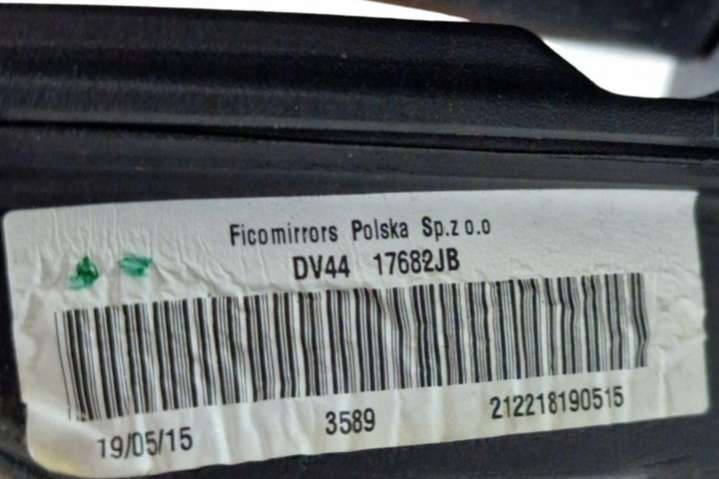 Ficomirrors Polska Sp.z o.o
DV44 17682JB
19/05/15 3589 212218190515